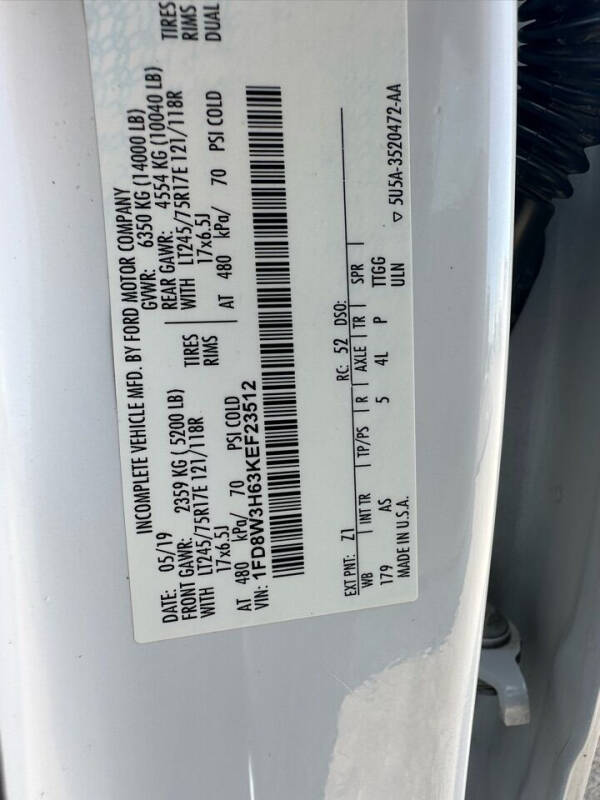 INCOMPLETE VEHICLE MFD. BY FORD MOTOR COMPANY
DATE: 05/19 GVWR: 6350 KG (14000 LB)
FRONT GAWR: 2359 KG ( 5200 LB) REAR GAWR: 4554 KG (10040 LB)
WITH LT245/75R17E 121/118R TIRES WITH LT245/75R17E 121/118R TIRES
17x6.5J RIMS 17x6.5J RIMS
AT 480 kPa/ 70 PSI COLD AT 480 kPa/ 70 PSI COLD DUAL
VIN: 1FD8W3H63KEF23512
EXT PNT: Z1 RC: 52 DSO:
WB INT TR TP/PS R AXLE TR SPR
179 AS 5 4L P TTGG
MADE IN U.S.A. ULN
▽ 5U5A-3520472-AA